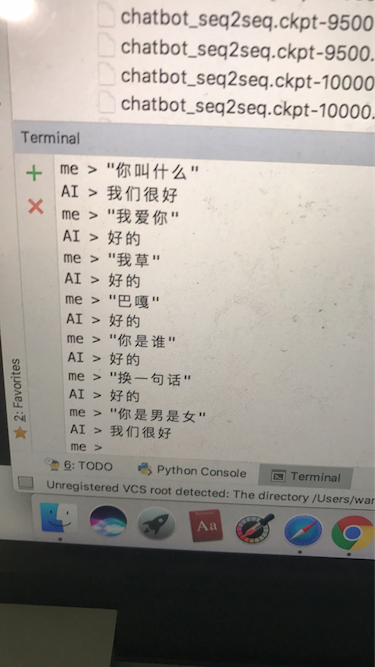 chatbot_seq2seq.ckpt-9500
chatbot_seq2seq.ckpt-9500.
chatbot_seq2seq.ckpt-10000
chatbot_seq2seq.ckpt-10000.
Terminal
me > "你叫什么"
AI > 我们很好
me > "我爱你"
AI > 好的
me > "我草"
AI > 好的
me > "巴嘎"
AI > 好的
me > "你是谁"
AI > 好的
me > "换一句话"
AI > 好的
me > "你是男是女"
AI > 我们很好
me >
2: Favorites
6: TODO
Python Console
Terminal
Unregistered VCS root detected: The directory /Users/war
Aa